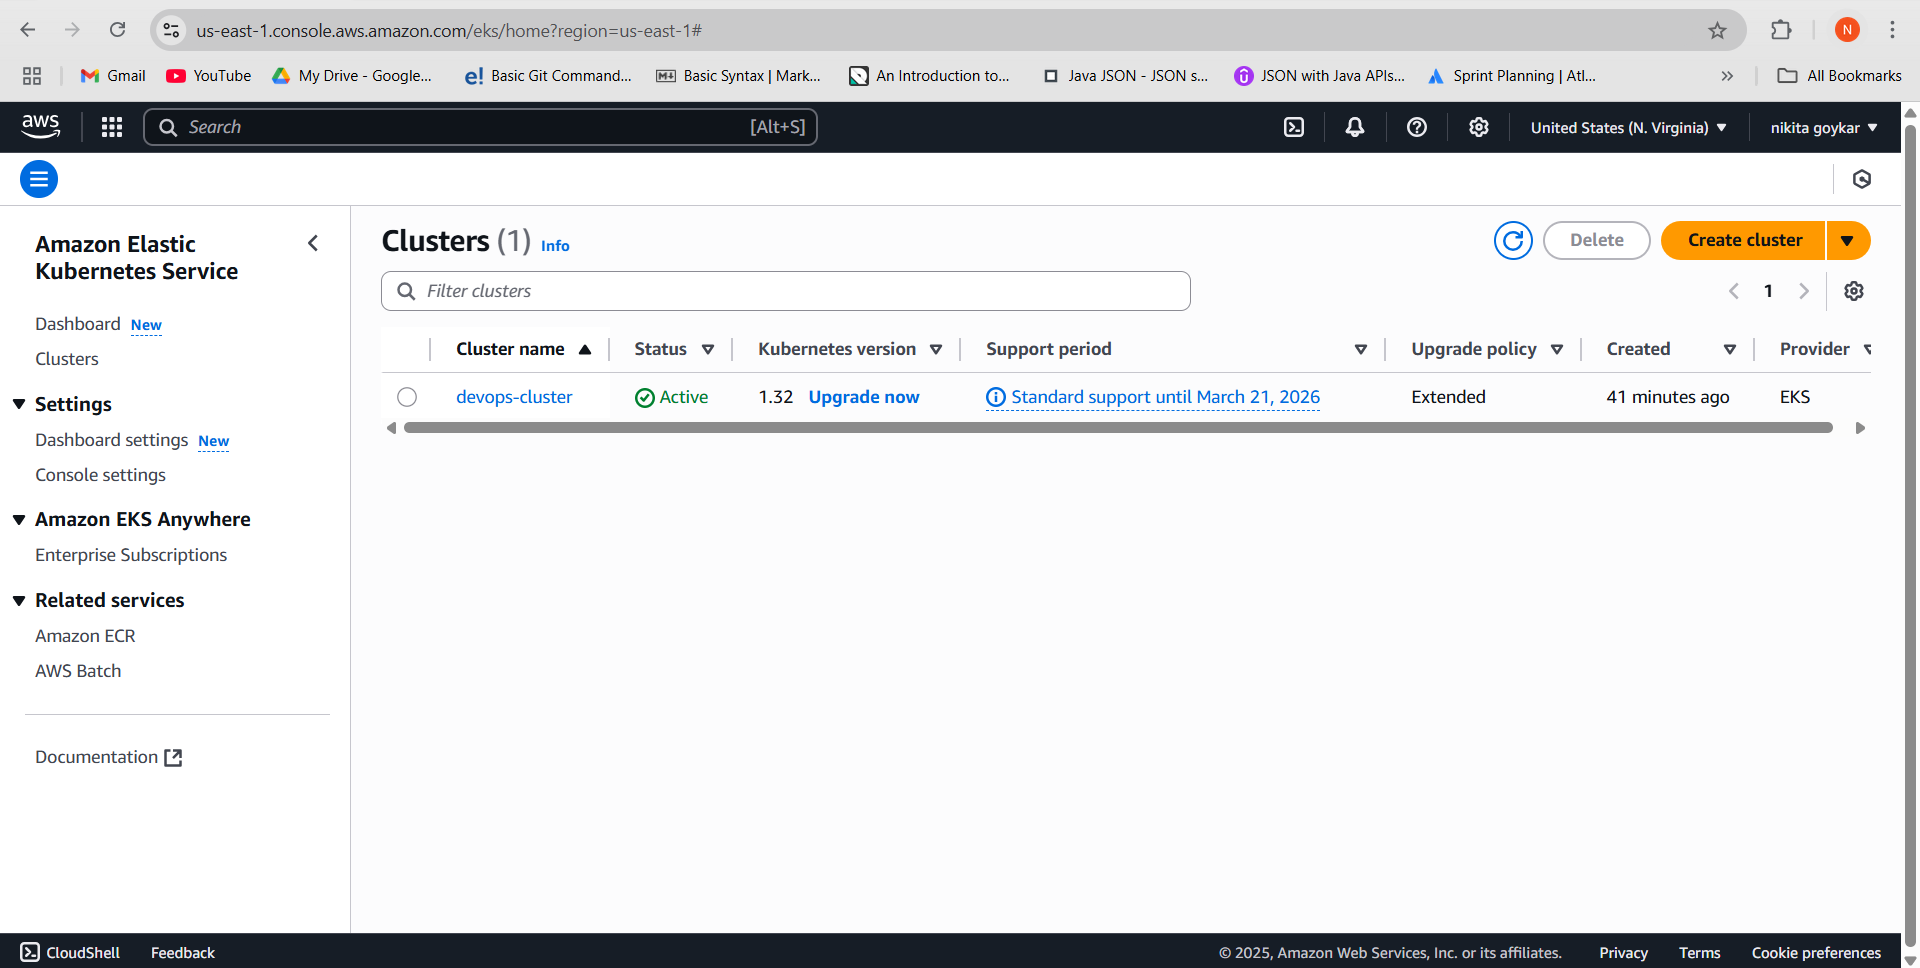 us-east-1.console.aws.amazon.com/eks/home?region=us-east-1#
N
Gmail
YouTube
My Drive - Google...
e! Basic Git Command...
M Basic Syntax | Mark...
An Introduction to...
Java JSON - JSON s...
JSON with Java APIs...
Sprint Planning | Atl...
»
All Bookmarks
aws
Search
[Alt+S]
United States (N. Virginia)
nikita goykar
Amazon Elastic
Kubernetes Service
Dashboard New
Clusters
Settings
Dashboard settings New
Console settings
Amazon EKS Anywhere
Enterprise Subscriptions
Related services
Amazon ECR
AWS Batch
Documentation
Clusters (1) Info
Delete
Create cluster
Filter clusters
1
Cluster name
Status
Kubernetes version
Support period
Upgrade policy
Created
Provider
devops-cluster
Active
1.32 Upgrade now
Standard support until March 21, 2026
Extended
41 minutes ago
EKS
CloudShell
Feedback
© 2025, Amazon Web Services, Inc. or its affiliates.
Privacy
Terms
Cookie preferences